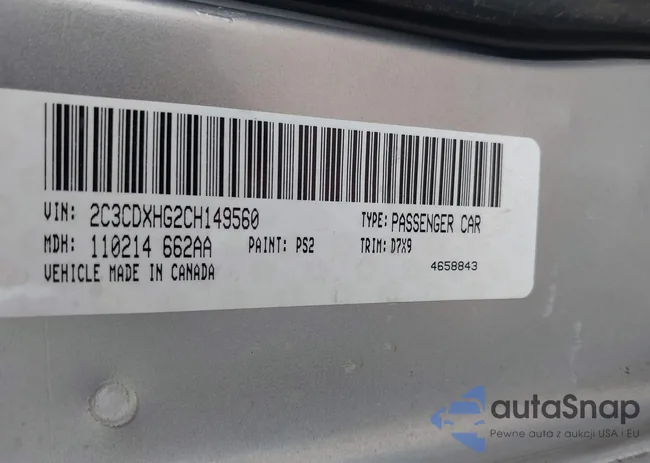 VIN: 2C3CDXHG2CH149560 TYPE: PASSENGER CAR
MDH: 110214 662AA PAINT: PS2 TRIM: D7X9
VEHICLE MADE IN CANADA 4658843
autaSnap
Pewne auta z aukcji USA i EU